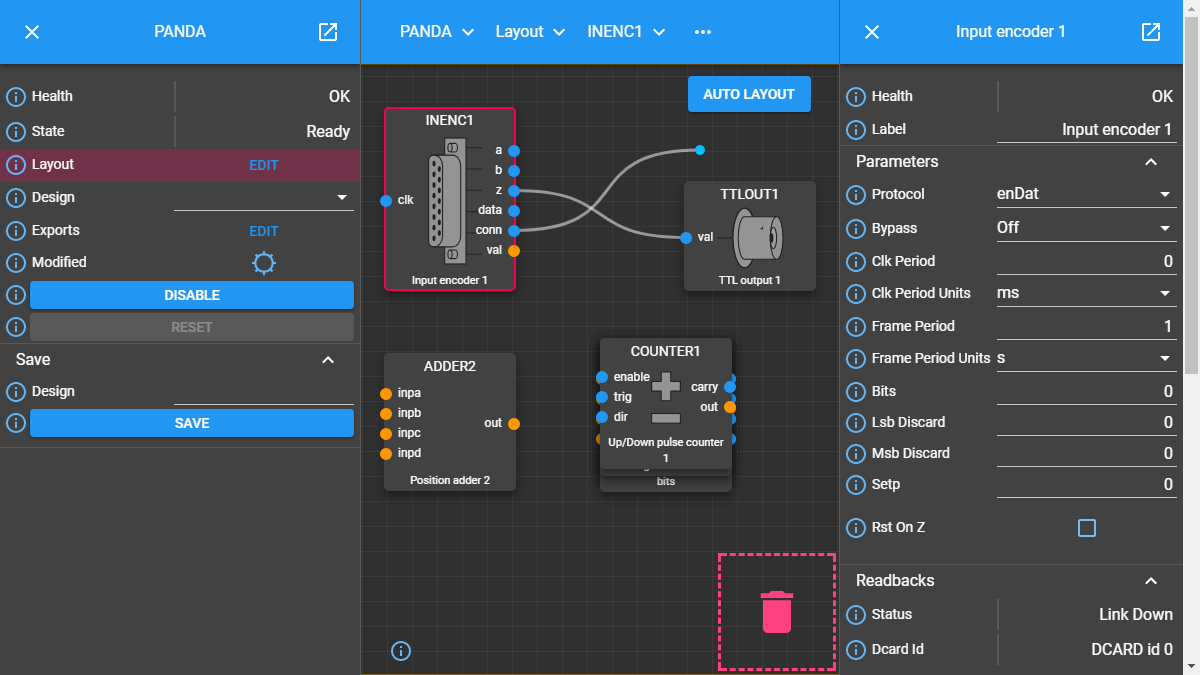 PANDA
Health
OK
State
Ready
Layout
EDIT
Design
Exports
EDIT
Modified
DISABLE
RESET
Save
Design
SAVE
PANDA
Layout
INENC1
AUTO LAYOUT
INENC1
a
b
z
clk
data
conn
val
Input encoder 1
TTLOUT1
val
TTL output 1
ADDER2
inpa
inpb
inpc
out
inpd
Position adder 2
COUNTER1
enable
carry
trig
out
dir
Up/Down pulse counter
1
bits
Input encoder 1
Health
OK
Label
Input encoder 1
Parameters
Protocol
enDat
Bypass
Off
Clk Period
0
Clk Period Units
ms
Frame Period
1
Frame Period Units
s
Bits
0
Lsb Discard
0
Msb Discard
0
Setp
0
Rst On Z
Readbacks
Status
Link Down
Dcard Id
DCARD id 0